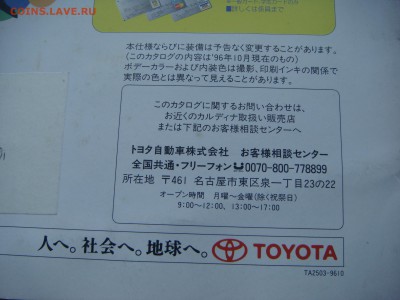 COINS.LAVE.RU
■詳しくは店頭まで
本仕様ならびに装備は予告なく変更することがあります。
(このカタログの内容は'96年10月現在のもの)
ボデーカラーおよび内装色は撮影、印刷インキの関係で
実際の色とは異なって見えることがあります。
このカタログに関するお問い合わせは、
お近くのカルディナ取扱い販売店
または下記のお客様相談センターへ
トヨタ自動車株式会社 お客様相談センター
全国共通・フリーフォン 0070-800-778899
所在地 〒461 名古屋市東区泉一丁目23の22
オープン時間 月曜〜金曜(除く祝祭日)
9:00〜12:00、13:00〜17:00
人へ。社会へ。地球へ。 TOYOTA
TA2503-9610